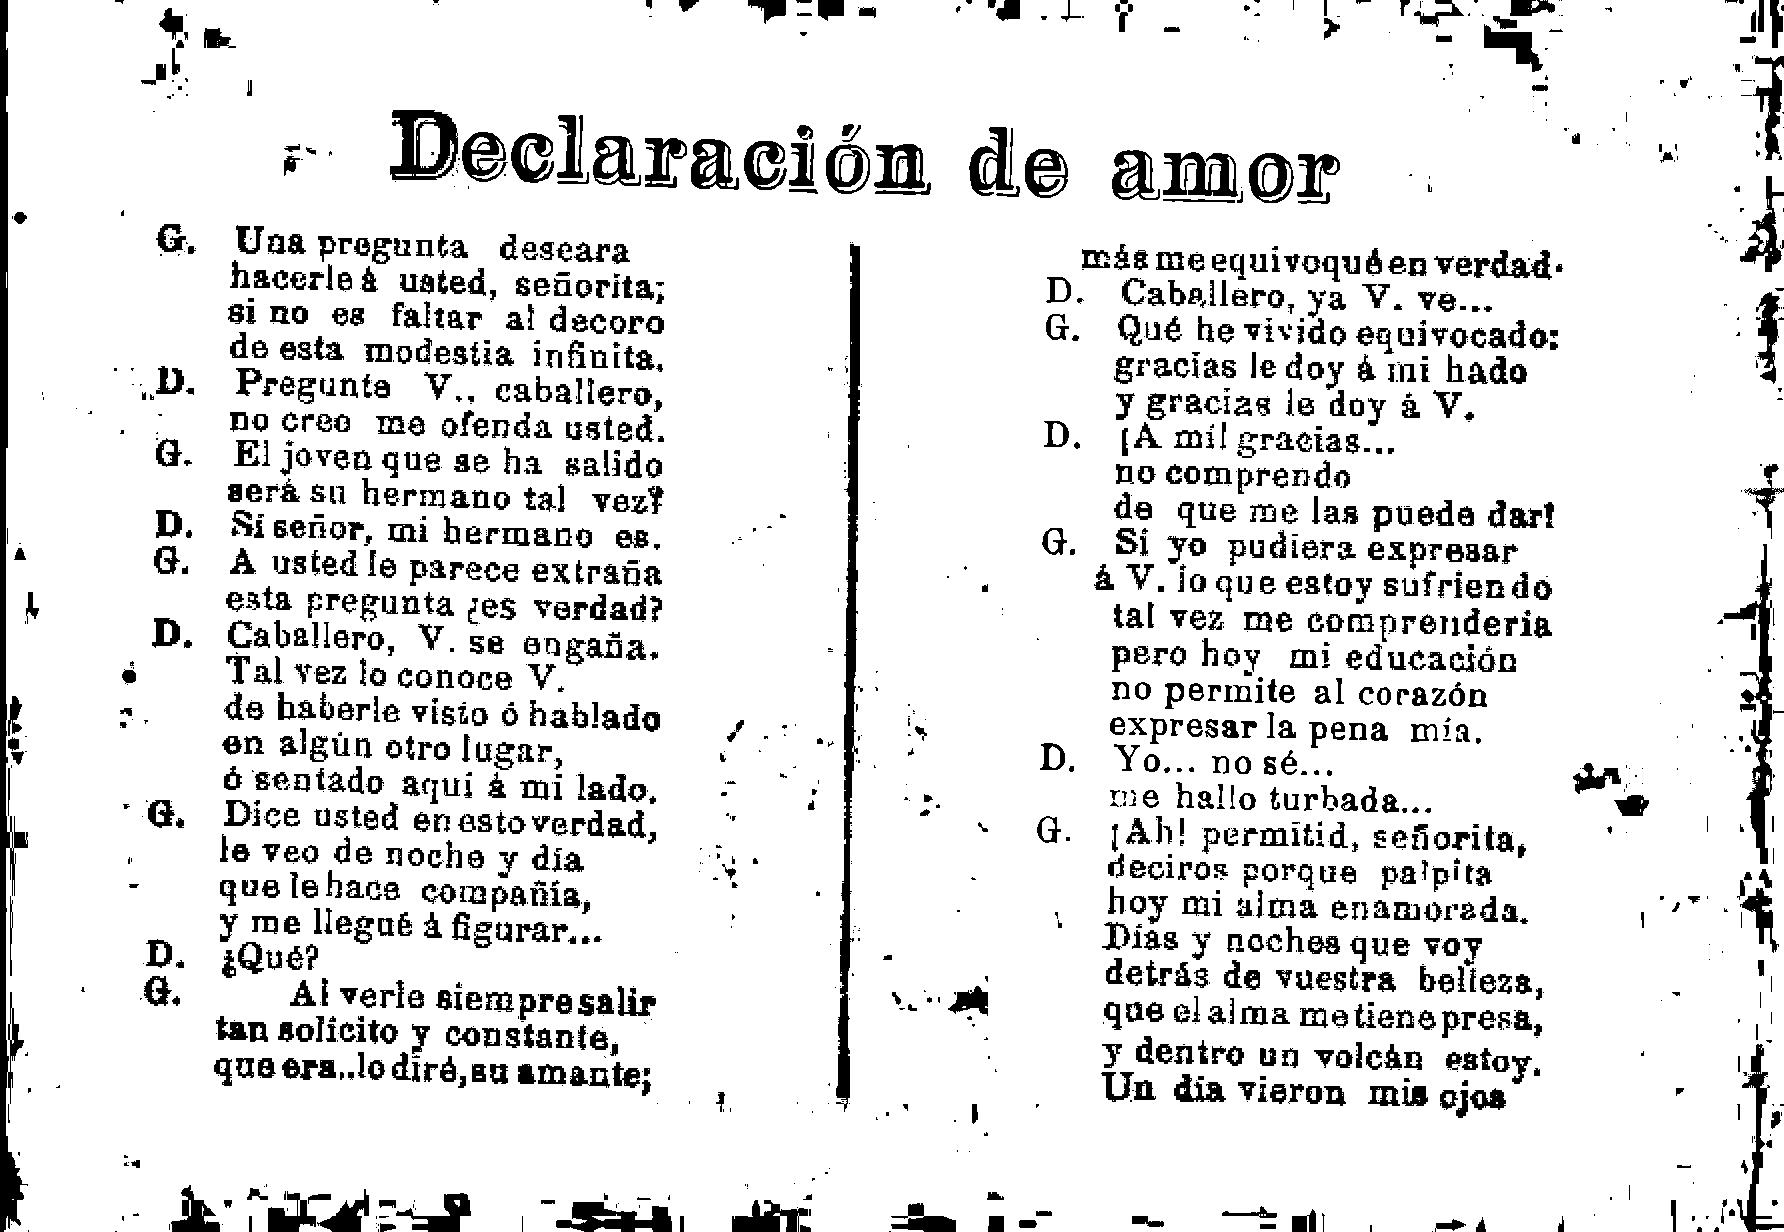 Declaración de amor
G. Una pregunta deseara
hacerle á usted, señorita;
si no es faltar al decoro
de esta modestia infinita.
D. Pregunte V., caballero,
no creo me ofenda usted.
G. El joven que se ha salido
será su hermano tal vez?
D. Sí señor, mi hermano es.
G. A usted le parece extraña
esta pregunta ¿es verdad?
D. Caballero, V. se engaña.
Tal vez lo conoce V.
de haberle visto ó hablado
en algún otro lugar,
ó sentado aquí á mi lado.
G. Dice usted en esto verdad,
le veo de noche y día
que le hace compañía,
y me llegué á figurar...
D. ¿Qué?
G. Al verle siempre salir
tan solícito y constante,
que era..lo diré, su amante;
más me equivoqué en verdad.
D. Caballero, ya V. ve...
G. Qué he vivido equivocado:
gracias le doy á mi hado
y gracias le doy á V.
D. ¡A mí! gracias...
no comprendo
de que me las puede dar!
G. Si yo pudiera expresar
á V. lo que estoy sufriendo
tal vez me comprendería
pero hoy mi educación
no permite al corazón
expresar la pena mía.
D. Yo... no sé...
me hallo turbada...
G. ¡Ah! permitid, señorita,
deciros porque palpita
hoy mi alma enamorada.
Días y noches que voy
detrás de vuestra belleza,
que el alma me tiene presa,
y dentro un volcán estoy.
Un día vieron mis ojos